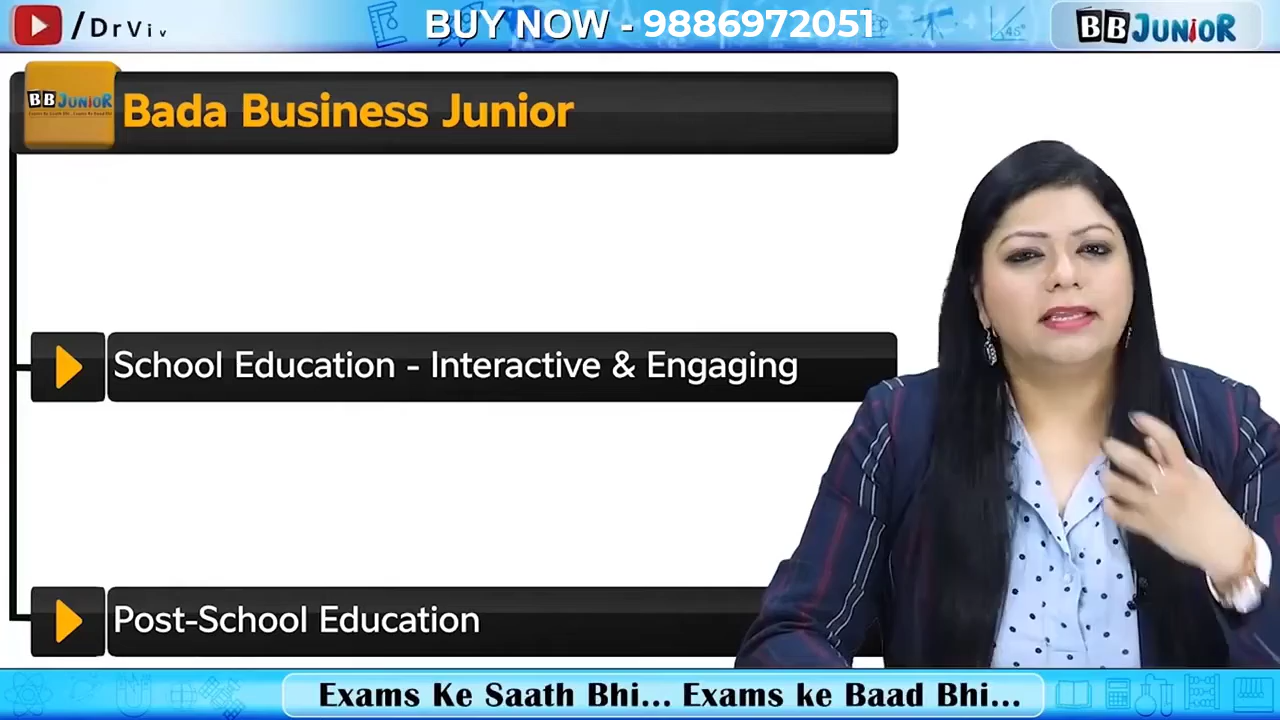 /DrViv
BUY NOW - 9886972051
BB JUNIOR
BB JUNIOR
Bada Business Junior
School Education - Interactive & Engaging
Post-School Education
Exams Ke Saath Bhi... Exams ke Baad Bhi...